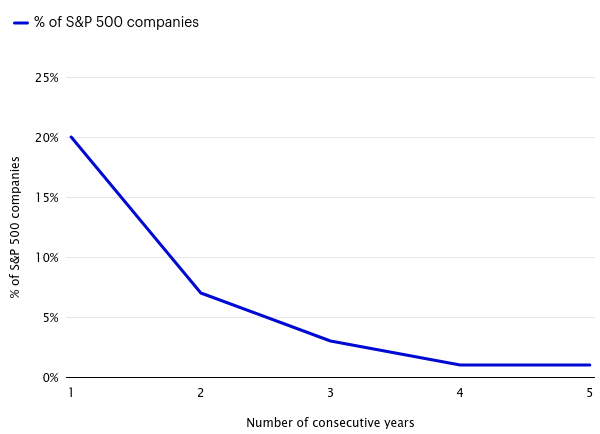 % of S&P 500 companies
25%
20%
15%
10%
5%
0%
% of S&P 500 companies
1 2 3 4 5
Number of consecutive years